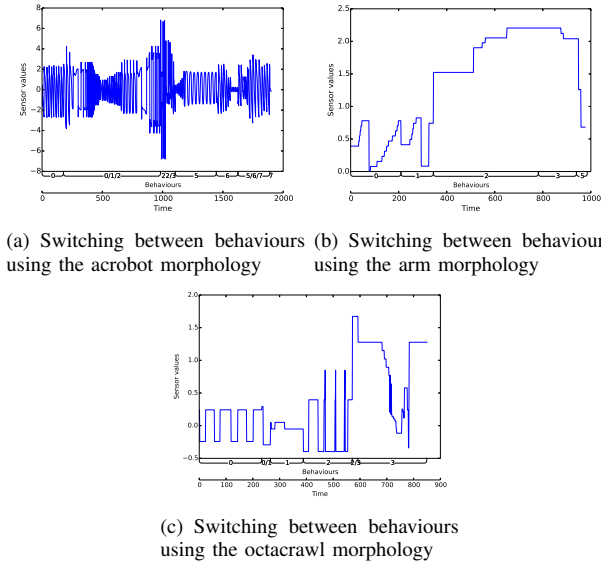 8
6
4
2
0
−2
−4
−6
−8
Sensor values
0 0/1/2 2 2/3 5 6 5/6/7 7
Behaviours
0 500 1000 1500 2000
Time
2.5
2.0
1.5
1.0
0.5
0.0
Sensor values
0 1 2 3 5
Behaviours
0 200 400 600 800 1000
Time
(a) Switching between behaviours
using the acrobot morphology
(b) Switching between behaviour
using the arm morphology
2.0
1.5
1.0
0.5
0.0
−0.5
Sensor values
0 0/1 1 2 2/3 3
Behaviours
0 100 200 300 400 500 600 700 800 900
Time
(c) Switching between behaviours
using the octacrawl morphology